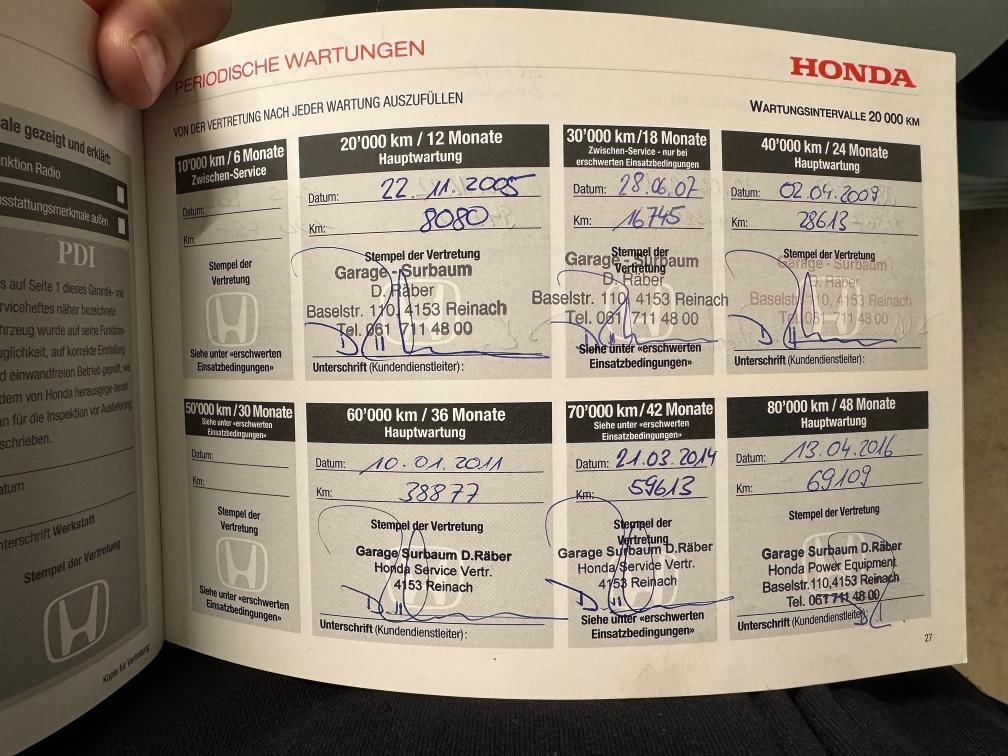 ale gezeigt und erklärt:
nktion Radio
sstattungsmerkmale außen
PDI
s auf Seite 1 dieses Garantie- und
rviceheftes näher bezeichnete
hrzeug wurde auf seine Funktions-
uglichkeit, auf korrekte Einstellung
d einwandfreien Betrieb geprüft, wie
dem von Honda herausgege-benen
an für die Inspektion vor Auslieferung
schrieben.
atum
nterschrift Werkstatt
Stempel der Vertretung
Kopie für Vertretung
PERIODISCHE WARTUNGEN
HONDA
VON DER VERTRETUNG NACH JEDER WARTUNG AUSZUFÜLLEN
WARTUNGSINTERVALLE 20 000 KM
10'000 km / 6 Monate
Zwischen-Service
Datum:
Km:
Stempel der
Vertretung
Siehe unter «erschwerten
Einsatzbedingungen»
20'000 km / 12 Monate
Hauptwartung
Datum: 22.11.2005
Km: 8080
Stempel der Vertretung
Garage - Surbaum
D. Räber
Baselstr. 110, 4153 Reinach
Tel. 061 711 48 00
Unterschrift (Kundendienstleiter):
30'000 km/18 Monate
Zwischen-Service - nur bei
erschwerten Einsatzbedingungen
Datum: 28.06.07
Km: 16745
Stempel der
Vertretung
Garage - Surbaum
D. Räber
Baselstr. 110, 4153 Reinach
Tel. 061 711 48 00
Siehe unter «erschwerten
Einsatzbedingungen»
40'000 km / 24 Monate
Hauptwartung
Datum: 02.04.2009
Km: 28613
Stempel der Vertretung
Garage - Surbaum
D. Räber
Baselstr. 110, 4153 Reinach
Tel. 061 711 48 00
Unterschrift (Kundendienstleiter):
50'000 km / 30 Monate
Siehe unter «erschwerten
Einsatzbedingungen»
Datum:
Km:
Stempel der
Vertretung
Siehe unter «erschwerten
Einsatzbedingungen»
60'000 km / 36 Monate
Hauptwartung
Datum: 10.01.2011
Km: 38877
Stempel der Vertretung
Garage Surbaum D.Räber
Honda Service Vertr.
4153 Reinach
Unterschrift (Kundendienstleiter):
70'000 km/42 Monate
Siehe unter «erschwerten
Einsatzbedingungen»
Datum: 21.03.2014
Km: 59613
Stempel der
Vertretung
Garage Surbaum D.Räber
Honda Service Vertr.
4153 Reinach
Siehe unter «erschwerten
Einsatzbedingungen»
80'000 km / 48 Monate
Hauptwartung
Datum: 13.04.2016
Km: 69109
Stempel der Vertretung
Garage Surbaum D.Räber
Honda Power Equipment
Baselstr.110,4153 Reinach
Tel. 061 711 48 00
Unterschrift (Kundendienstleiter):
27